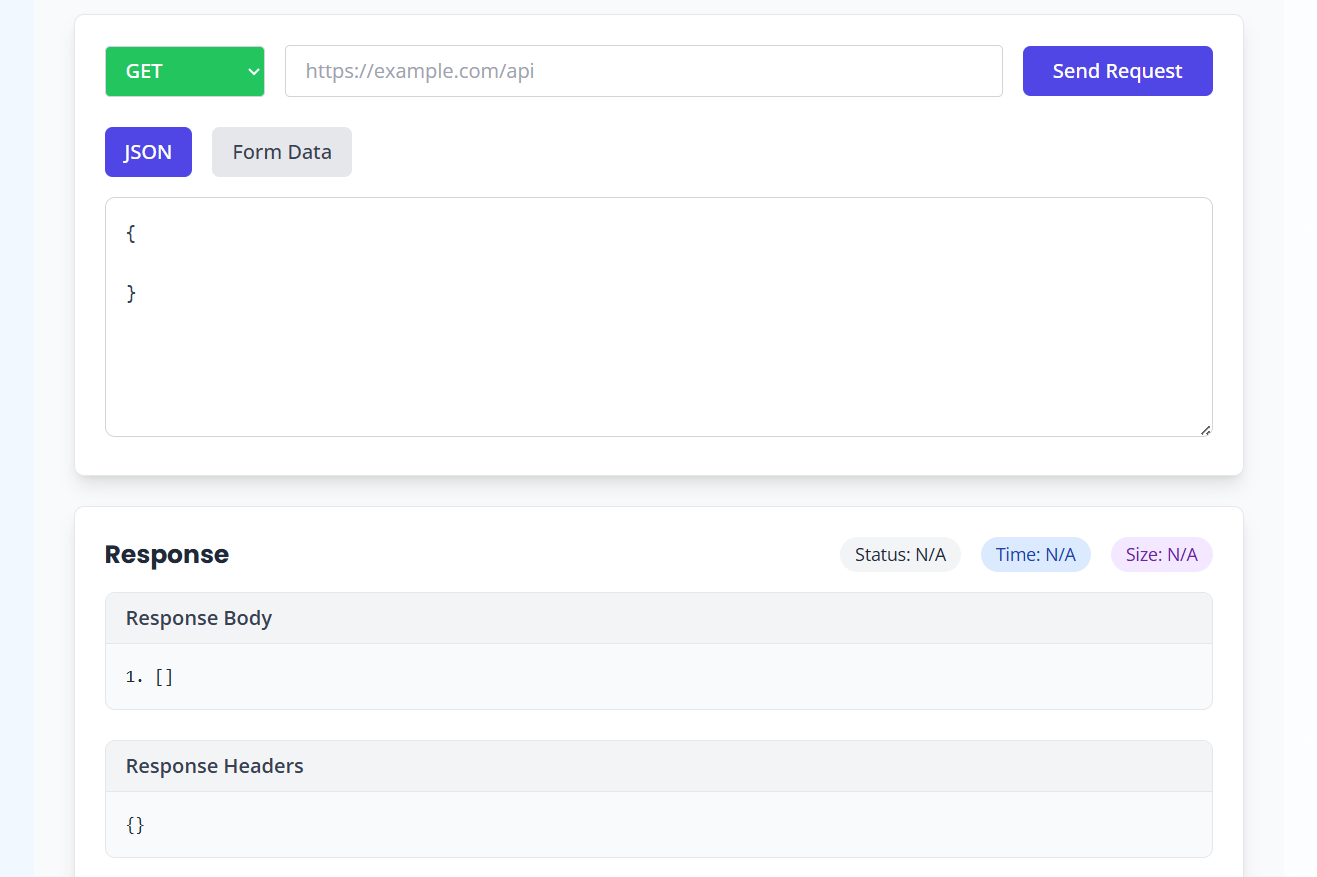 GET https://example.com/api Send Request
JSON Form Data
{
}
Response Status: N/A Time: N/A Size: N/A
Response Body
1. []
Response Headers
{}